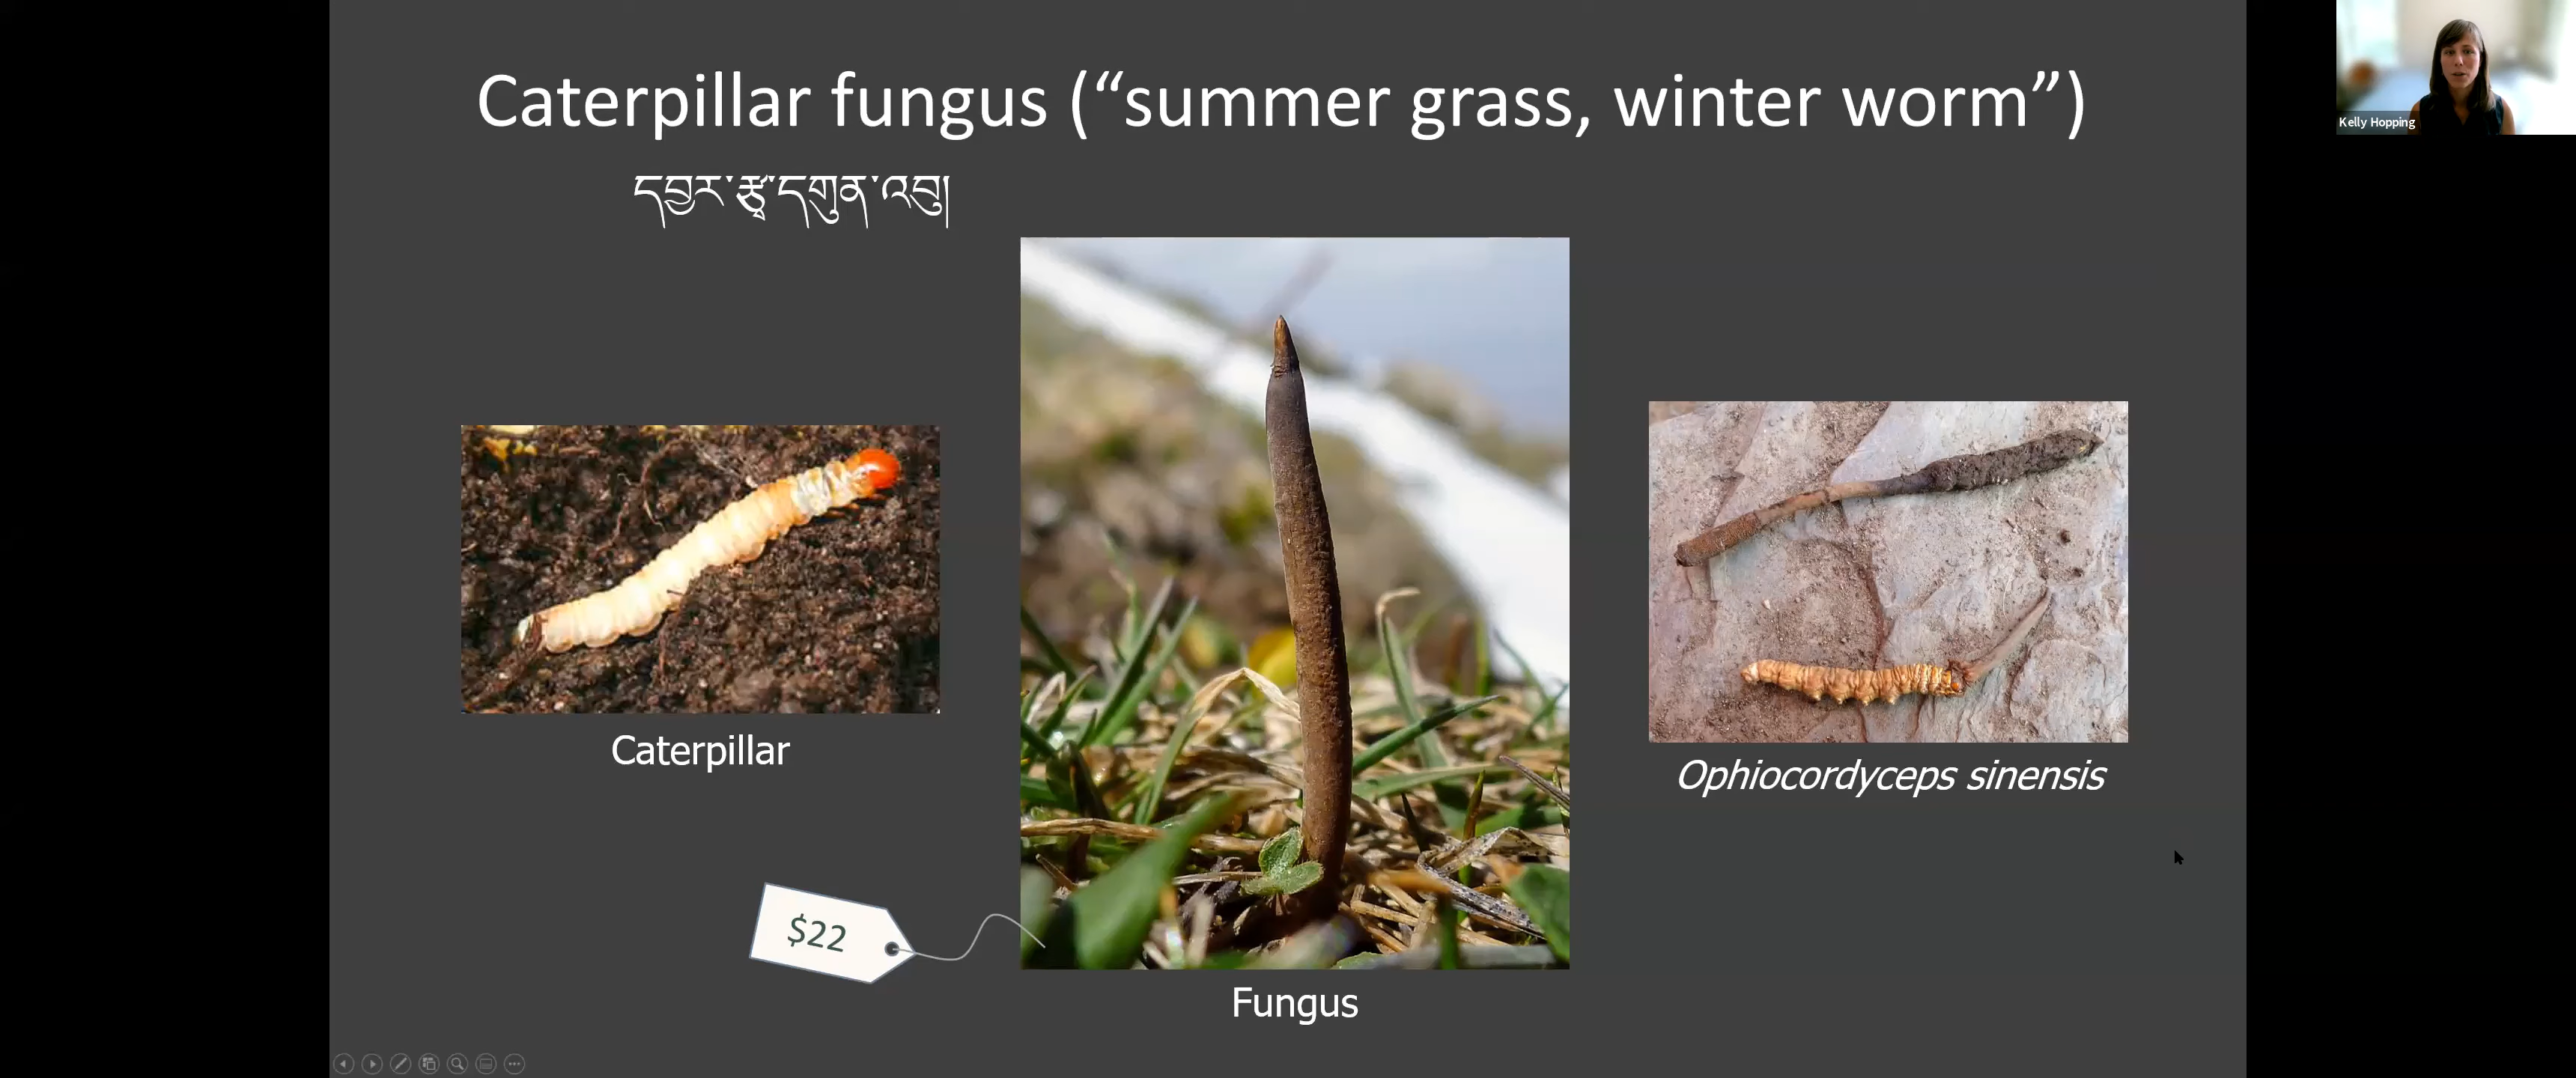 Caterpillar fungus (“summer grass, winter worm”)
Kelly Hopping
དབྱར་རྩྭ་དགུན་འབུ།
Caterpillar
Ophiocordyceps sinensis
$22
Fungus